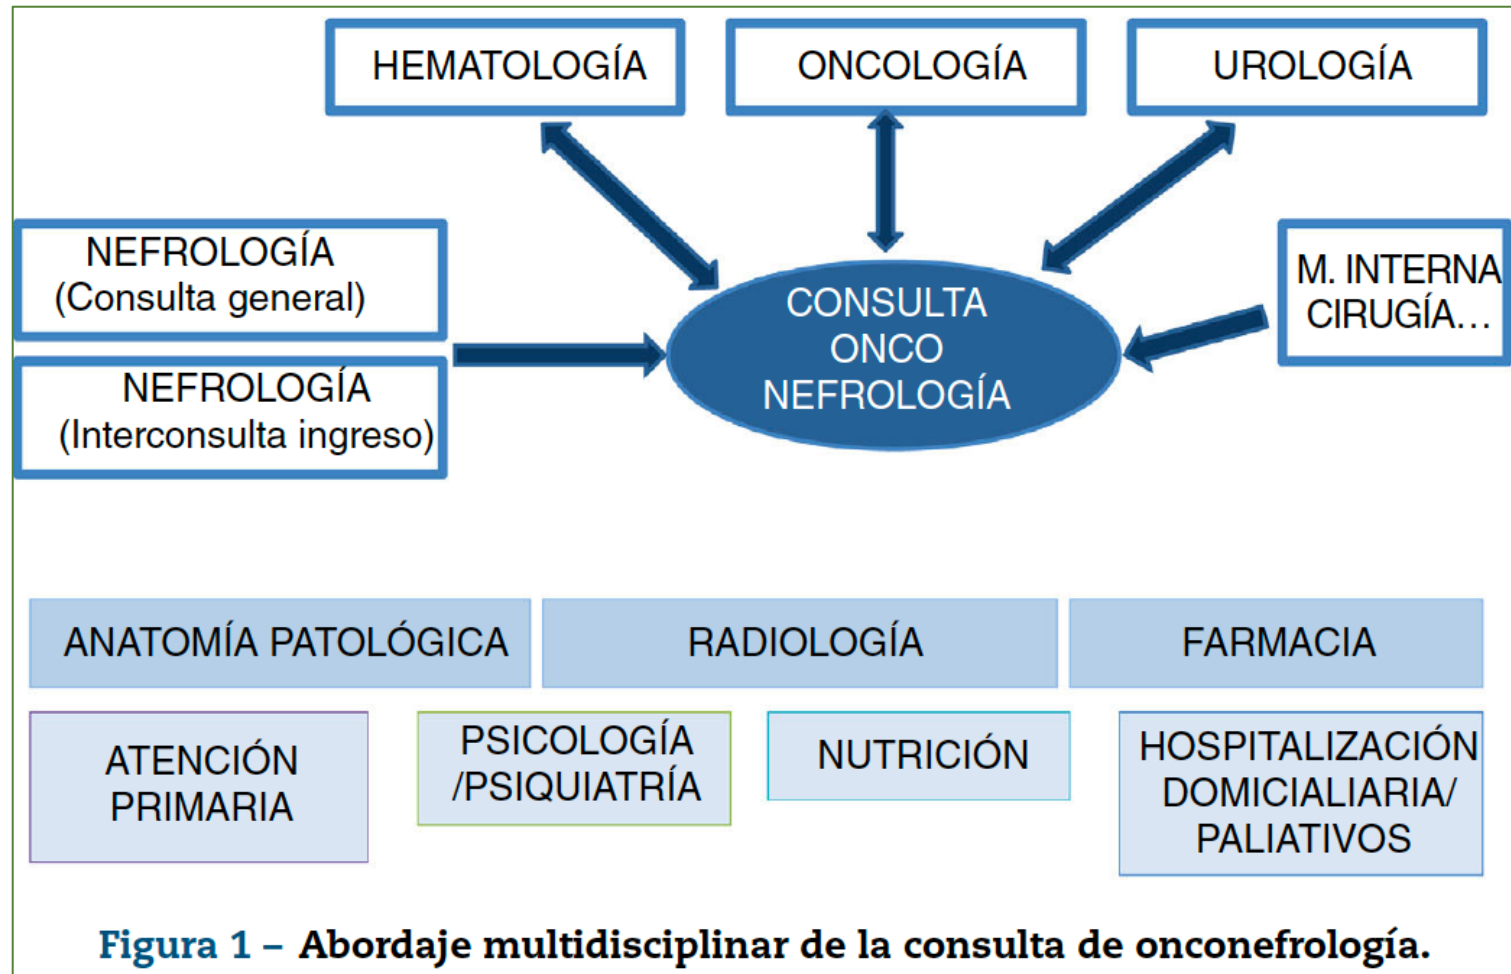 HEMATOLOGÍA
ONCOLOGÍA
UROLOGÍA
NEFROLOGÍA
(Consulta general)
NEFROLOGÍA
(Interconsulta ingreso)
CONSULTA
ONCO
NEFROLOGÍA
M. INTERNA
CIRUGÍA…
ANATOMÍA PATOLÓGICA
RADIOLOGÍA
FARMACIA
ATENCIÓN
PRIMARIA
PSICOLOGÍA
/PSIQUIATRÍA
NUTRICIÓN
HOSPITALIZACIÓN
DOMICIALIARIA/
PALIATIVOS
Figura 1 – Abordaje multidisciplinar de la consulta de onconefrología.